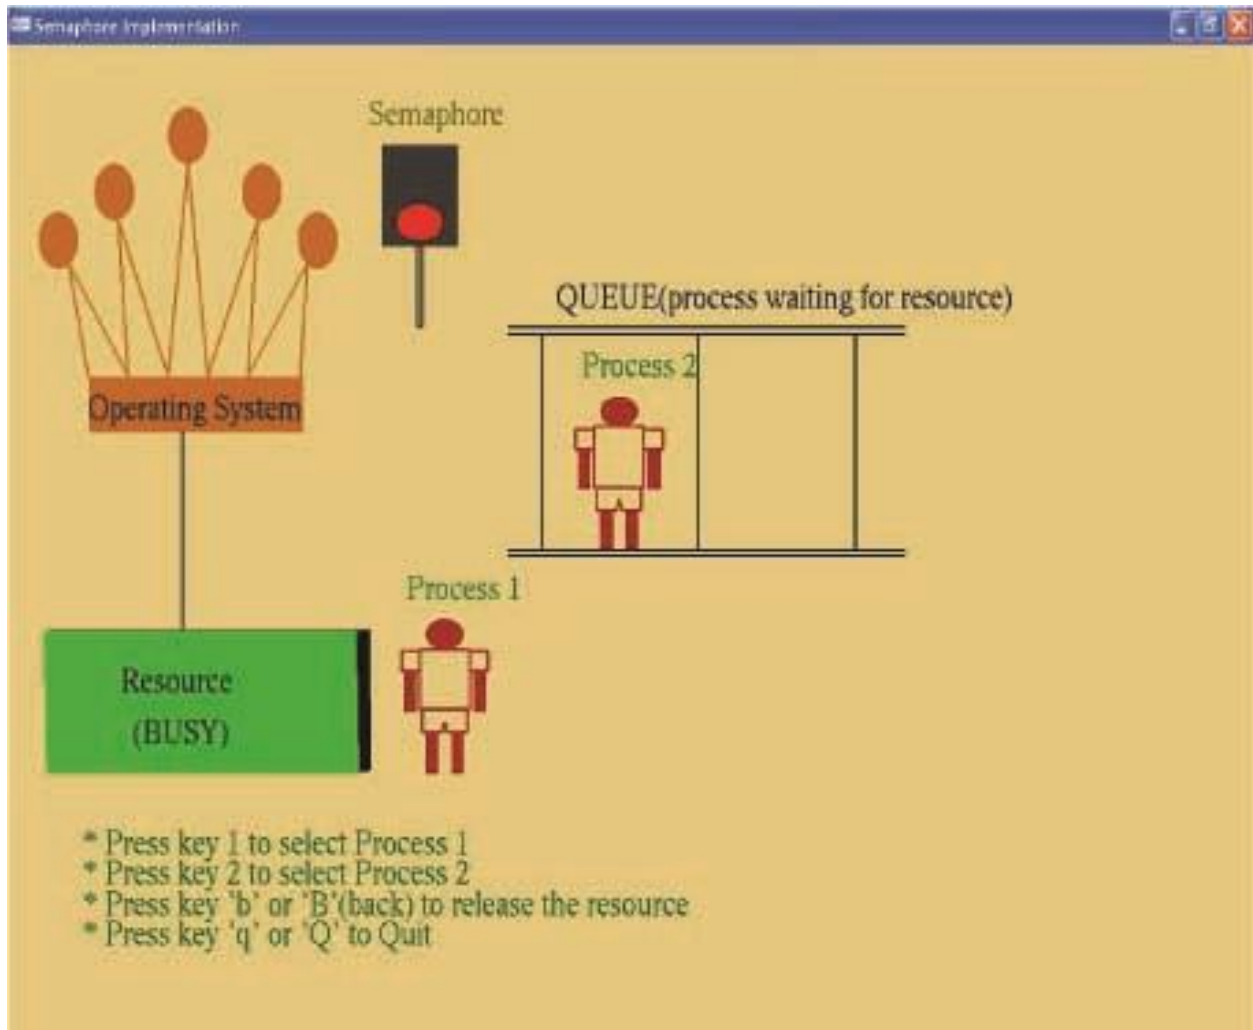 Semaphore Implementation
Semaphore
QUEUE(process waiting for resource)
Process 2
Operating System
Process 1
Resource
(BUSY)
* Press key 1 to select Process 1
* Press key 2 to select Process 2
* Press key 'b' or 'B'(back) to release the resource
* Press key 'q' or 'Q' to Quit